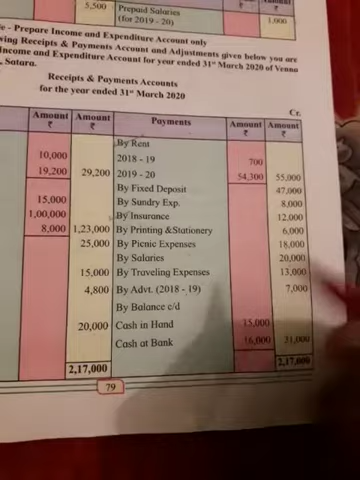 5,500 Prepaid Salaries 1,000
(for 2019 - 20)
- Prepare Income and Expenditure Account only
ving Receipts & Payments Account and Adjustments given below you are
Income and Expenditure Account for year ended 31st March 2020 of Venna
, Satara.
Receipts & Payments Accounts
for the year ended 31st March 2020
Cr.
Amount ₹ Amount ₹ Payments Amount ₹ Amount ₹
By Rent
10,000 2018 - 19 700
19,200 29,200 2019 - 20 54,300 55,000
By Fixed Deposit 47,000
15,000 By Sundry Exp. 8,000
1,00,000 By Insurance 12,000
8,000 1,23,000 By Printing &Stationery 6,000
25,000 By Picnic Expenses 18,000
By Salaries 20,000
15,000 By Traveling Expenses 13,000
4,800 By Advt. (2018 - 19) 7,000
By Balance c/d
20,000 Cash in Hand 15,000
Cash at Bank 16,000 31,000
2,17,000 2,17,000
79